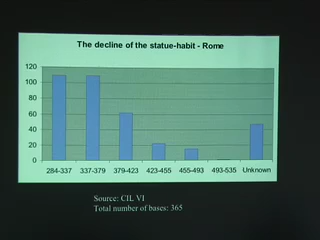 The decline of the statue-habit - Rome
120
100
80
60
40
20
0
284-337 337-379 379-423 423-455 455-493 493-535 Unknown
Source: CIL VI
Total number of bases: 365